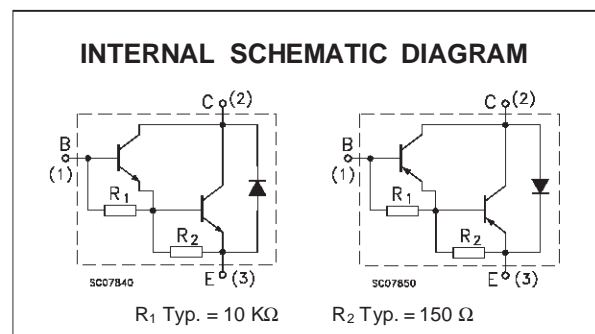 INTERNAL SCHEMATIC DIAGRAM
C (2)
B
(1)
R1
R2
E (3)
SC07840
C (2)
B
(1)
R1
R2
E (3)
SC07850
R1 Typ. = 10 KΩ R2 Typ. = 150 Ω